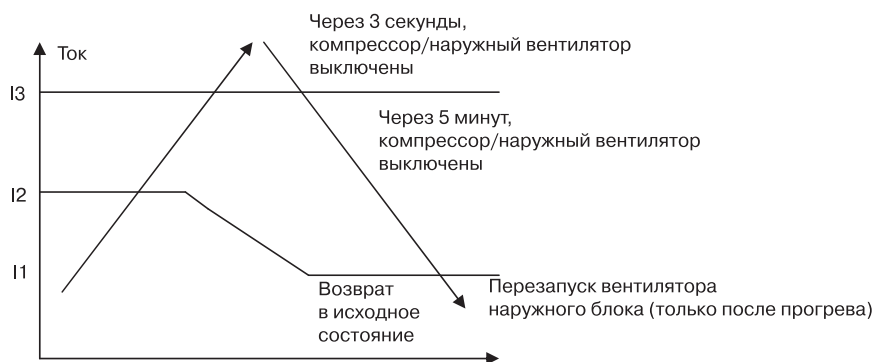 Через 3 секунды,
компрессор/наружный вентилятор
выключены
Ток
I3
Через 5 минут,
компрессор/наружный вентилятор
выключены
I2
I1
Возврат
в исходное
состояние
Перезапуск вентилятора
наружного блока (только после прогрева)